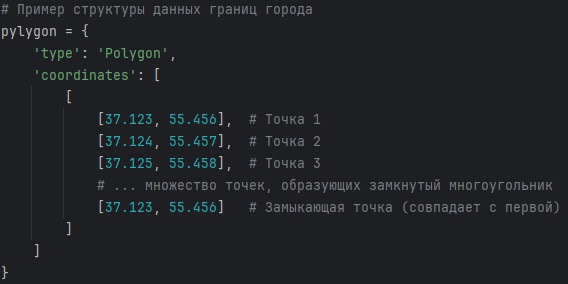 # Пример структуры данных границ города
pylygon = {
    'type': 'Polygon',
    'coordinates': [
        [
            [37.123, 55.456],  # Точка 1
            [37.124, 55.457],  # Точка 2
            [37.125, 55.458],  # Точка 3
            # ... множество точек, образующих замкнутый многоугольник
            [37.123, 55.456]   # Замыкающая точка (совпадает с первой)
        ]
    ]
}